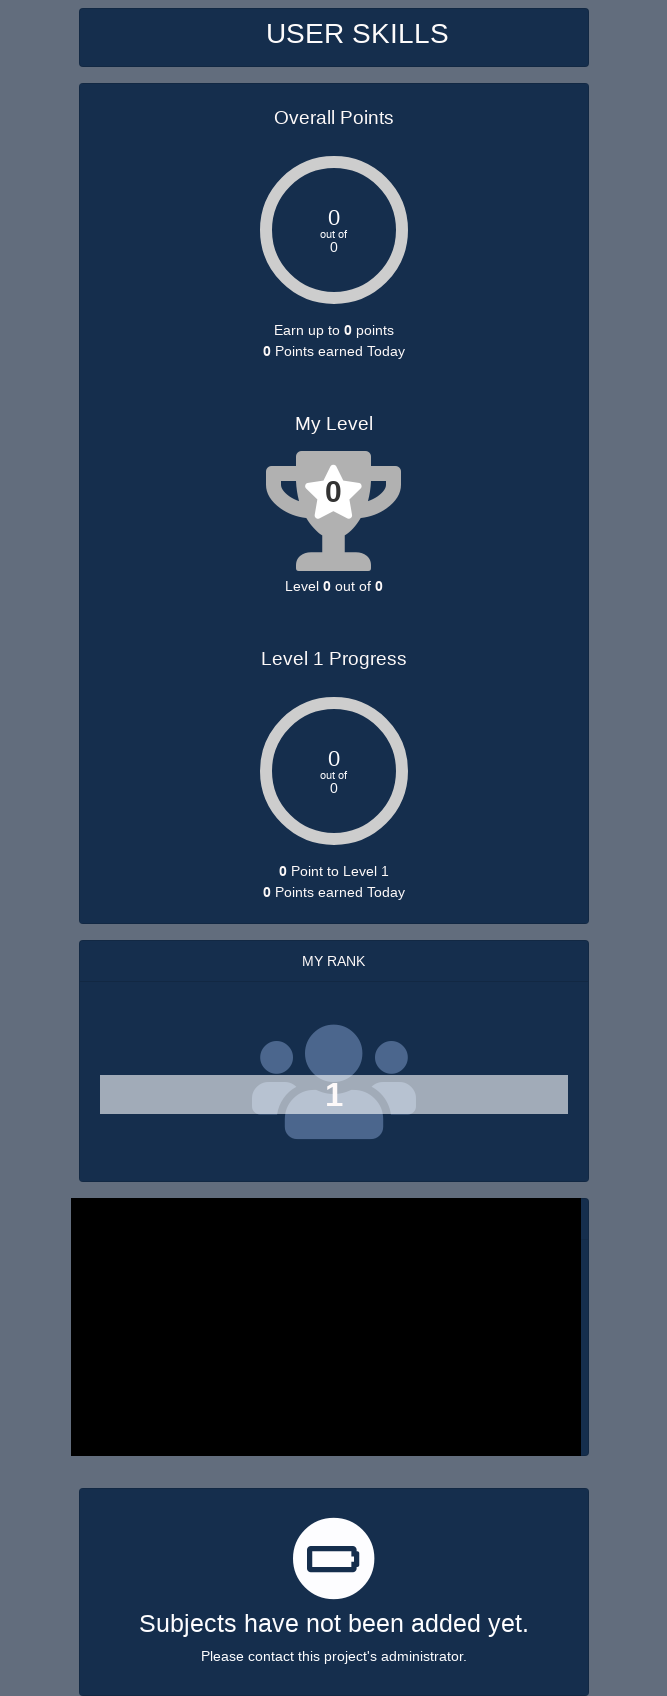 USER SKILLS
Overall Points
0
out of
0
Earn up to 0 points
0 Points earned Today
My Level
0
Level 0 out of 0
Level 1 Progress
0
out of
0
0 Point to Level 1
0 Points earned Today
MY RANK
1
Subjects have not been added yet.
Please contact this project's administrator.